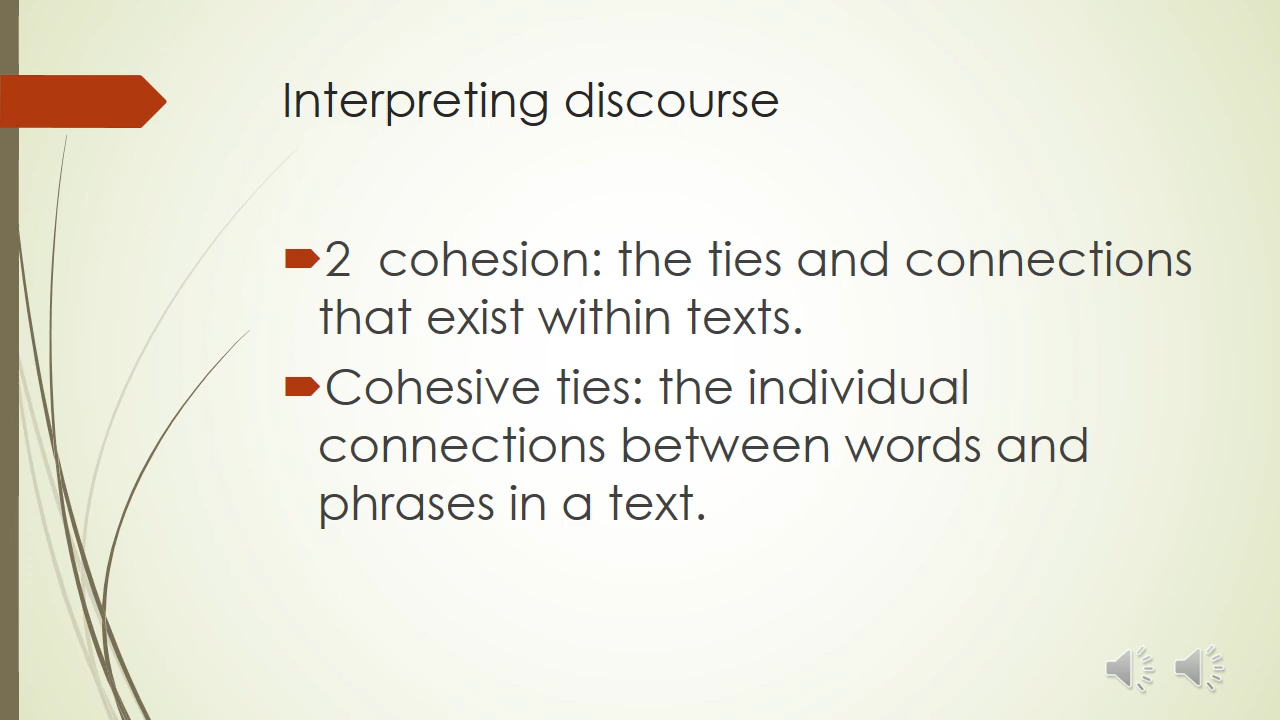 Interpreting discourse
2 cohesion: the ties and connections
that exist within texts.
Cohesive ties: the individual
connections between words and
phrases in a text.